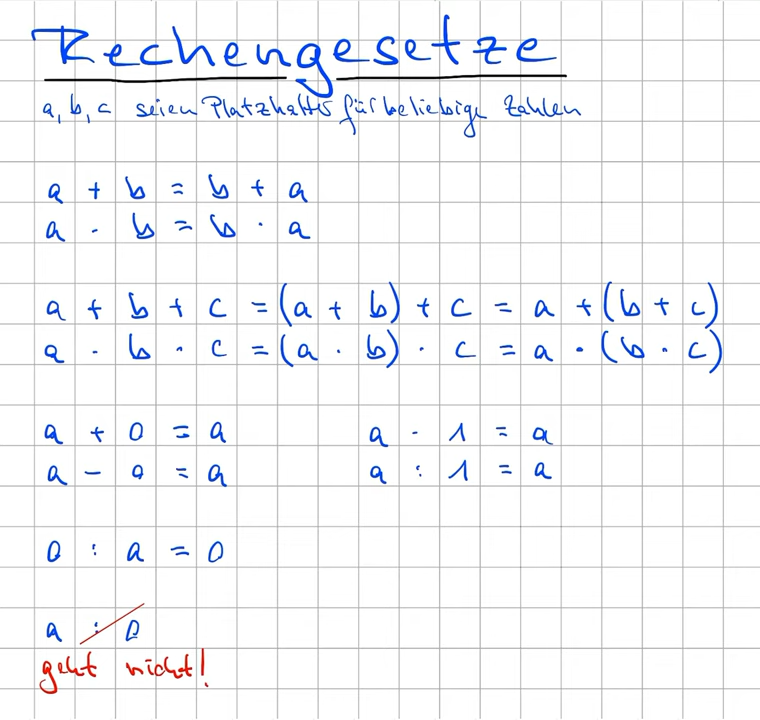 Rechengesetze
a, b, c seien Platzhalter für beliebige Zahlen
a + b = b + a
a · b = b · a
a + b + c = (a + b) + c = a + (b + c)
a · b · c = (a · b) · c = a · (b · c)
a + 0 = a a · 1 = a
a - 0 = a a : 1 = a
0 : a = 0
a : 0
geht nicht!